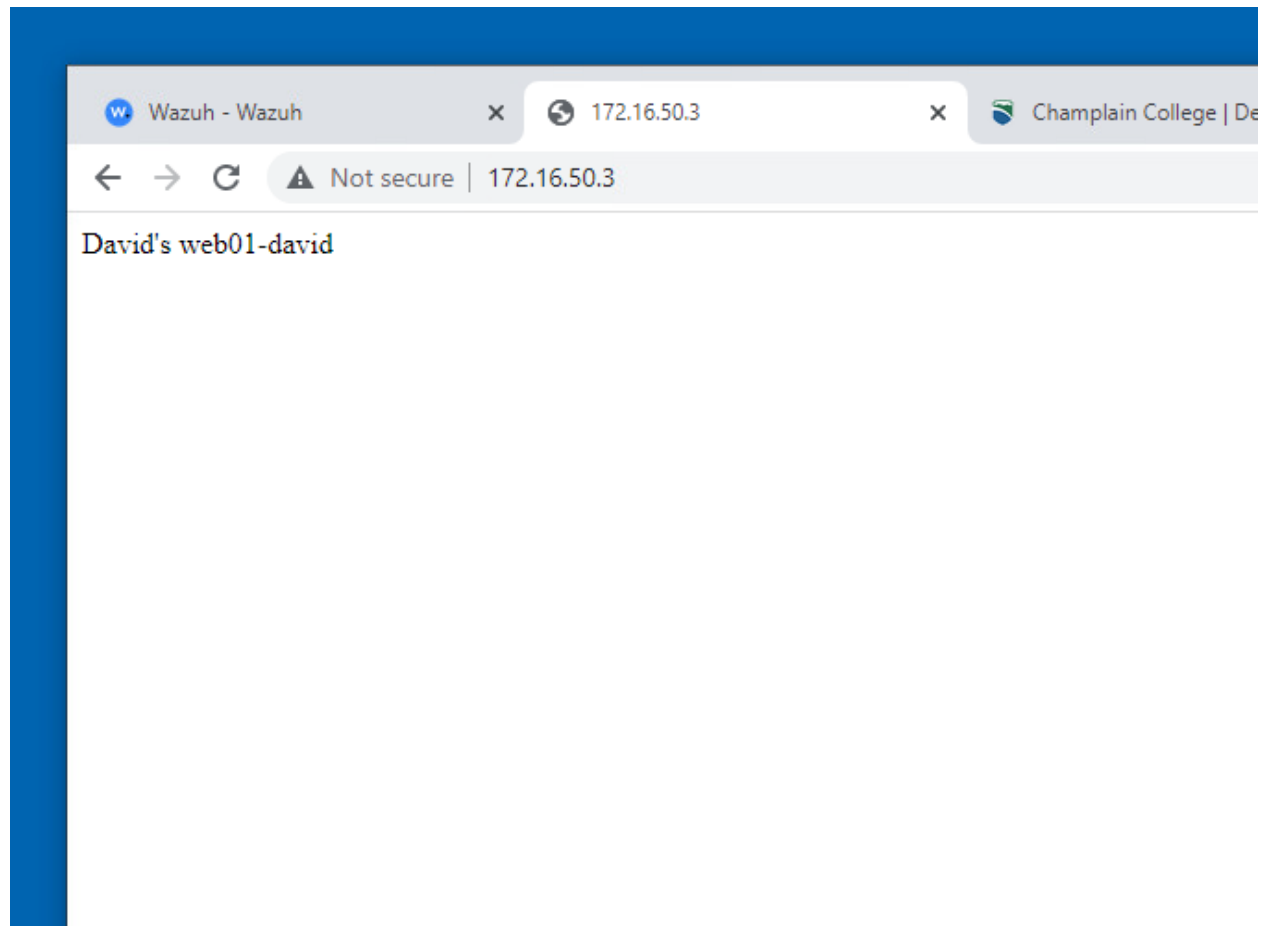 Wazuh - Wazuh
172.16.50.3
Champlain College | De
Not secure | 172.16.50.3
David's web01-david